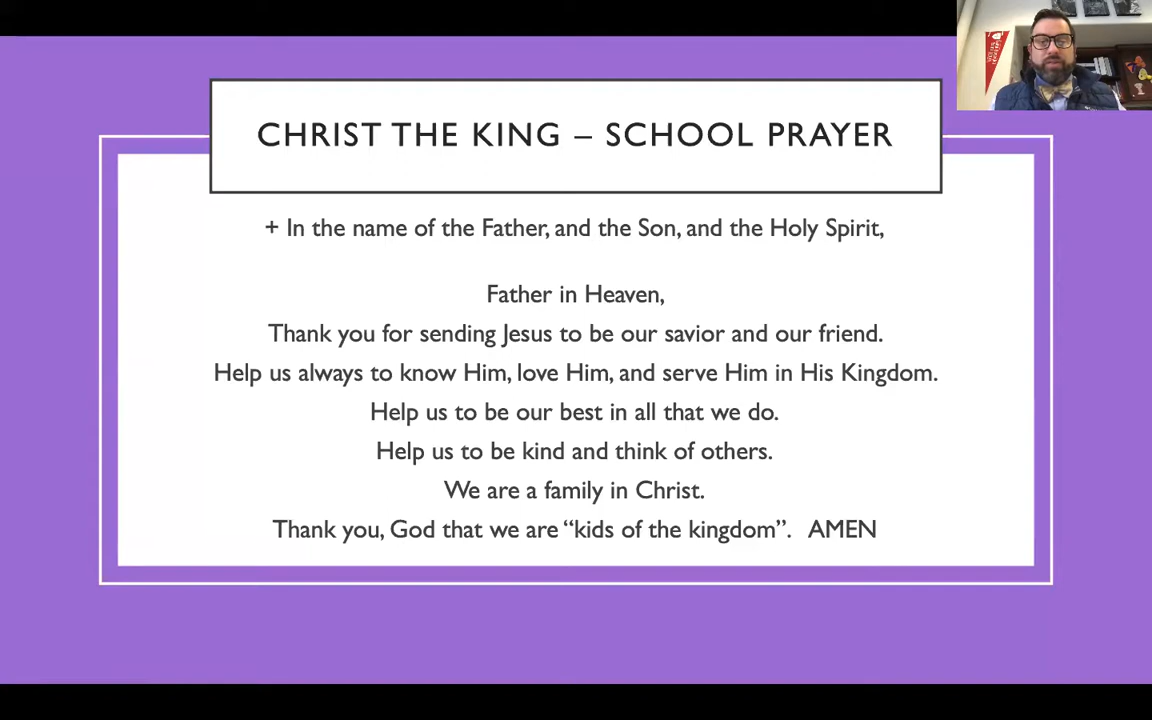 CHRIST THE KING – SCHOOL PRAYER
+ In the name of the Father, and the Son, and the Holy Spirit,
Father in Heaven,
Thank you for sending Jesus to be our savior and our friend.
Help us always to know Him, love Him, and serve Him in His Kingdom.
Help us to be our best in all that we do.
Help us to be kind and think of others.
We are a family in Christ.
Thank you, God that we are “kids of the kingdom”. AMEN